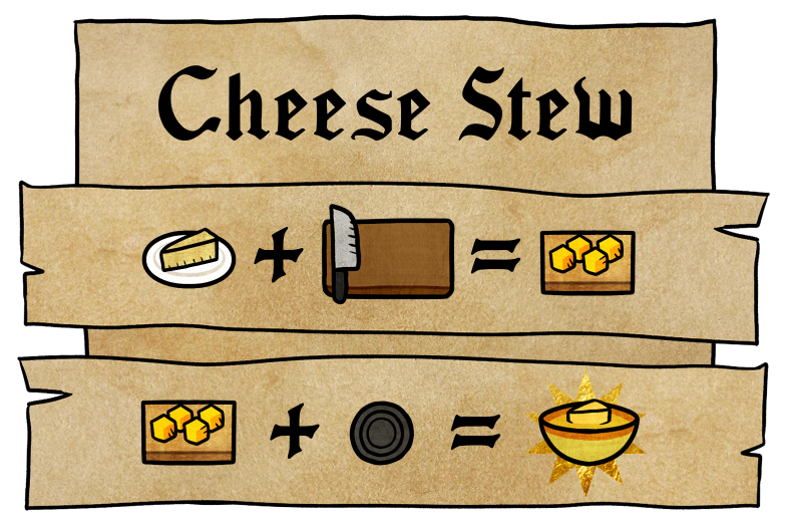 Cheese Stew
+ =
+ =